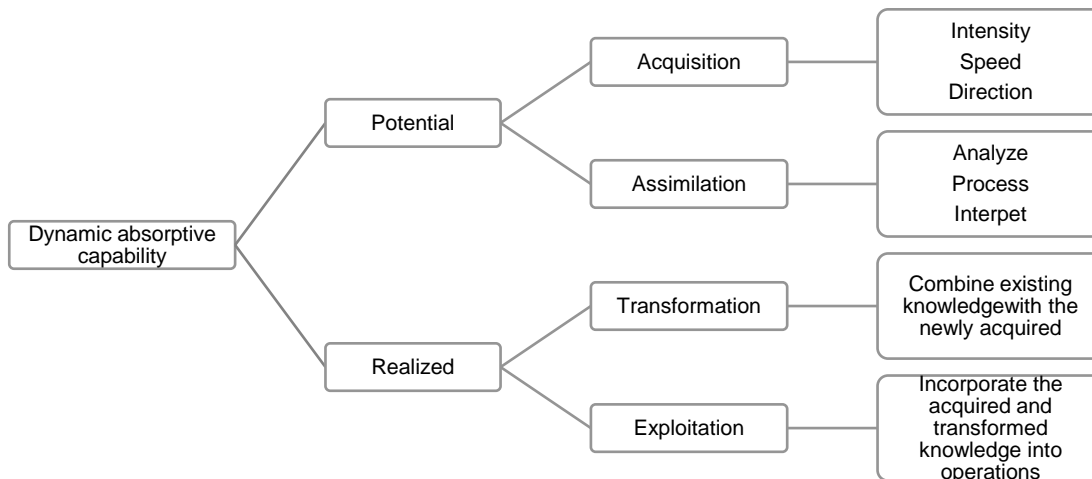 Dynamic absorptive
capability
Potential
Realized
Acquisition
Assimilation
Transformation
Exploitation
Intensity
Speed
Direction
Analyze
Process
Interpet
Combine existing
knowledgewith the
newly acquired
Incorporate the
acquired and
transformed
knowledge into
operations